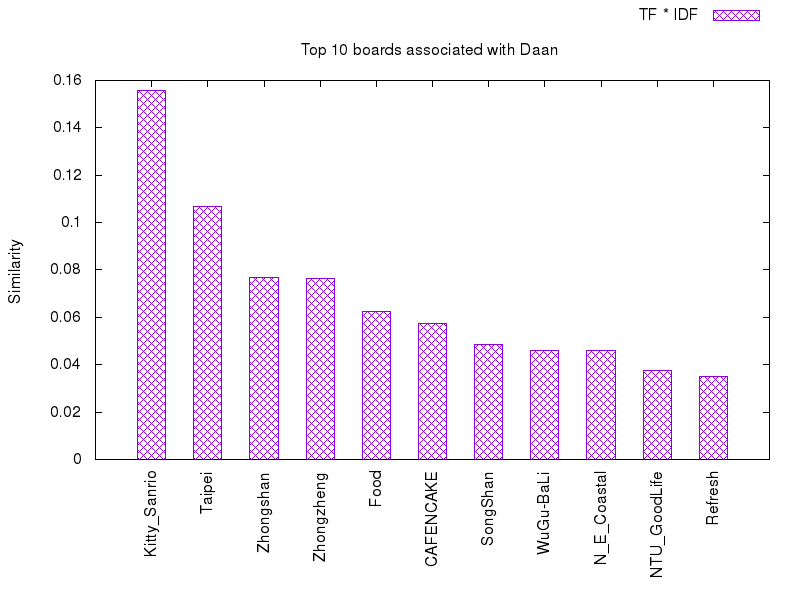 TF * IDF
Top 10 boards associated with Daan
Similarity
0.16
0.14
0.12
0.1
0.08
0.06
0.04
0.02
0
Kitty_Sanrio
Taipei
Zhongshan
Zhongzheng
Food
CAFENCAKE
SongShan
WuGu-BaLi
N_E_Coastal
NTU_GoodLife
Refresh